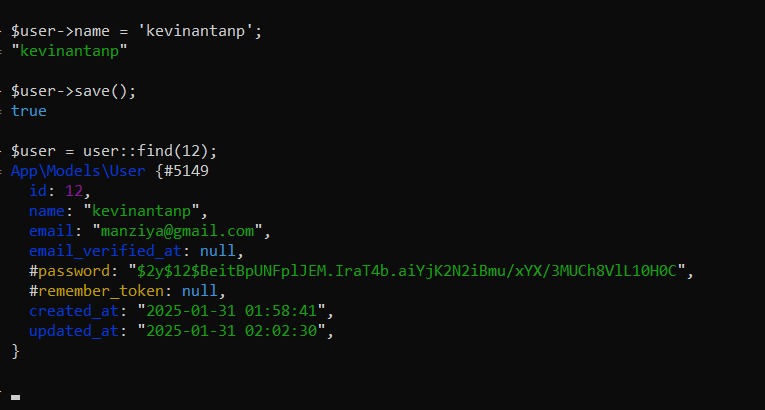 $user->name = 'kevinantanp';
"kevinantanp"
$user->save();
true
$user = user::find(12);
App\Models\User {#5149
id: 12,
name: "kevinantanp",
email: "manziya@gmail.com",
email_verified_at: null,
#password: "$2y$12$BeitBpUNFplJEM.IraT4b.aiYjK2N2iBmu/xYX/3MUCh8VlL10H0C",
#remember_token: null,
created_at: "2025-01-31 01:58:41",
updated_at: "2025-01-31 02:02:30",
}